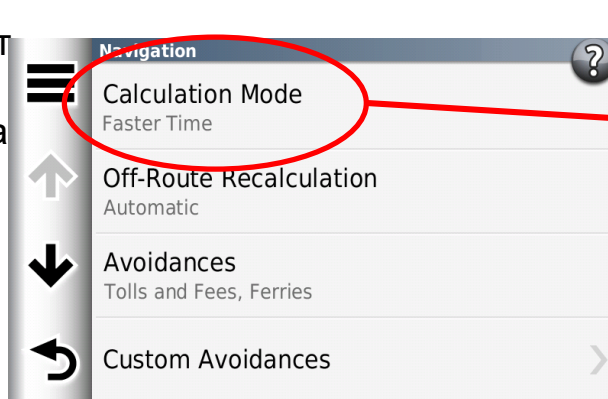 т
а
Navigation
?
Calculation Mode
Faster Time
Off-Route Recalculation
Automatic
Avoidances
Tolls and Fees, Ferries
Custom Avoidances